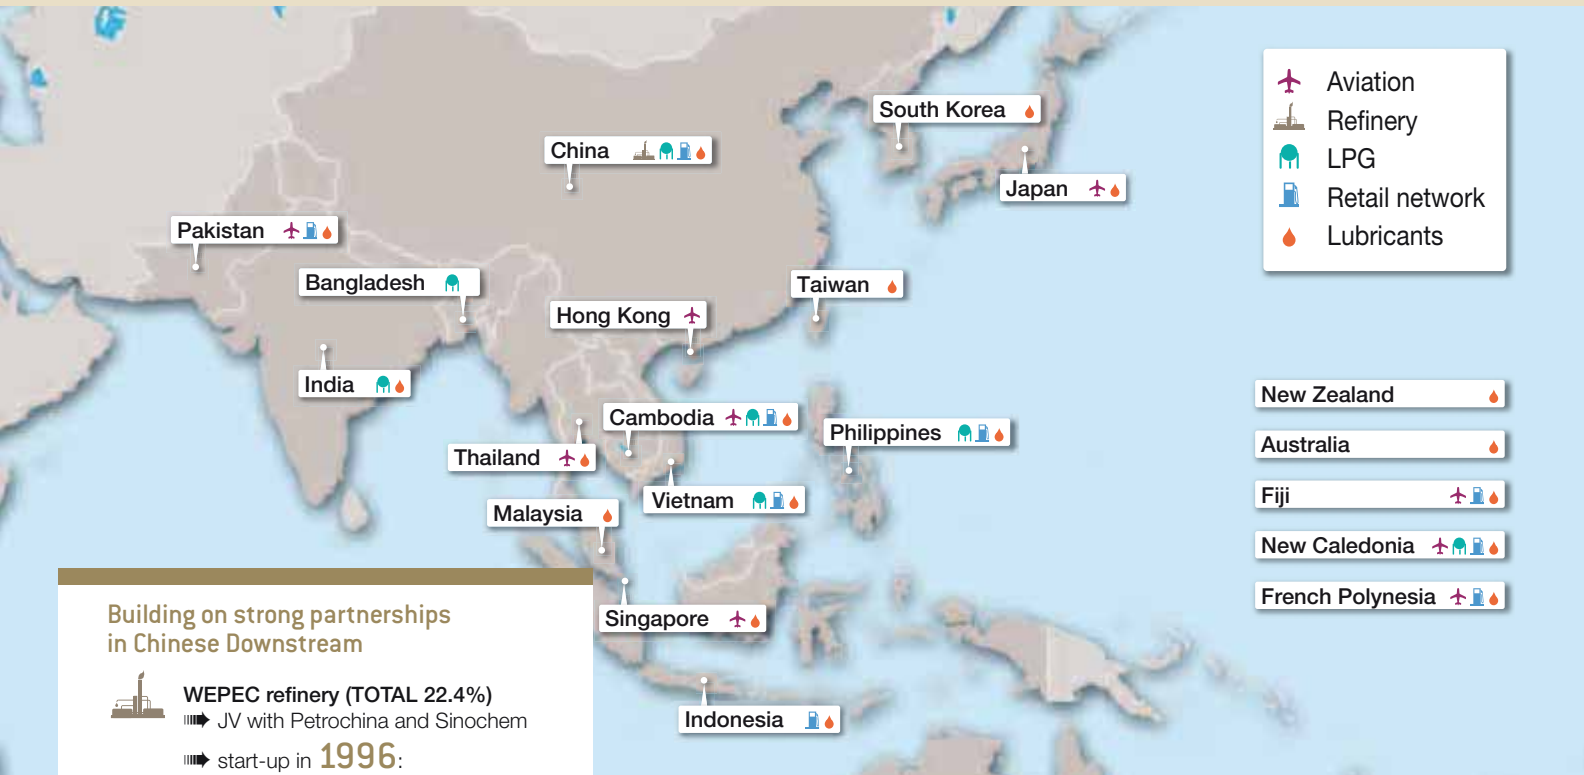 Aviation
Refinery
LPG
Retail network
Lubricants
South Korea
China
Japan
Pakistan
Bangladesh
Taiwan
Hong Kong
India
New Zealand
Cambodia
Philippines
Australia
Thailand
Vietnam
Fiji
Malaysia
New Caledonia
French Polynesia
Singapore
Indonesia
Building on strong partnerships
in Chinese Downstream
WEPEC refinery (TOTAL 22.4%)
JV with Petrochina and Sinochem
start-up in 1996: